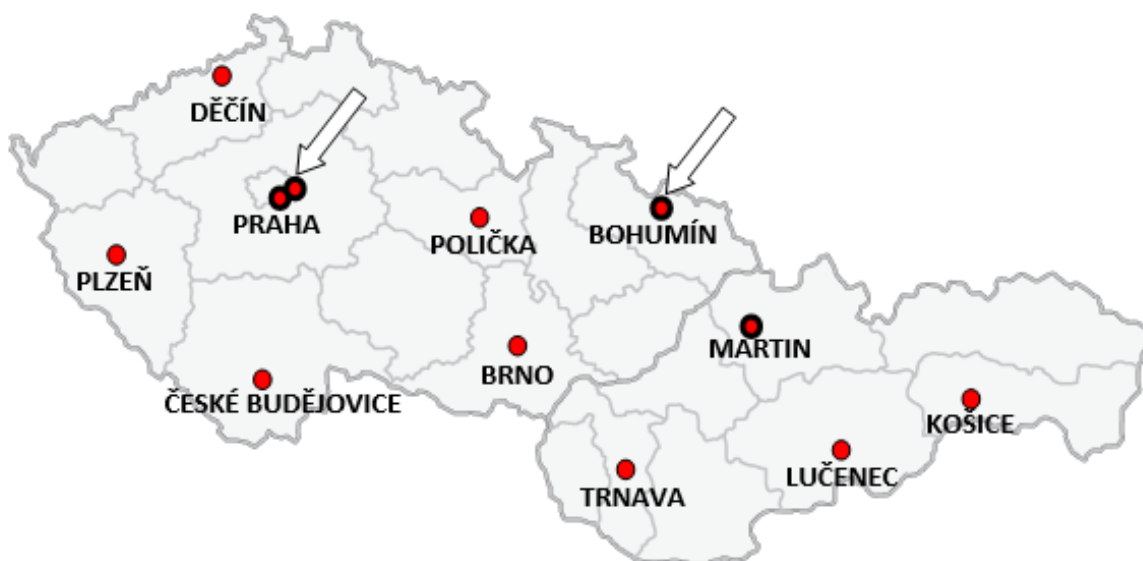 DĚČÍN
PRAHA
POLIČKA
BOHUMÍN
PLZEŇ
MARTIN
BRNO
ČESKÉ BUDĚJOVICE
KOŠICE
LUČENEC
TRNAVA